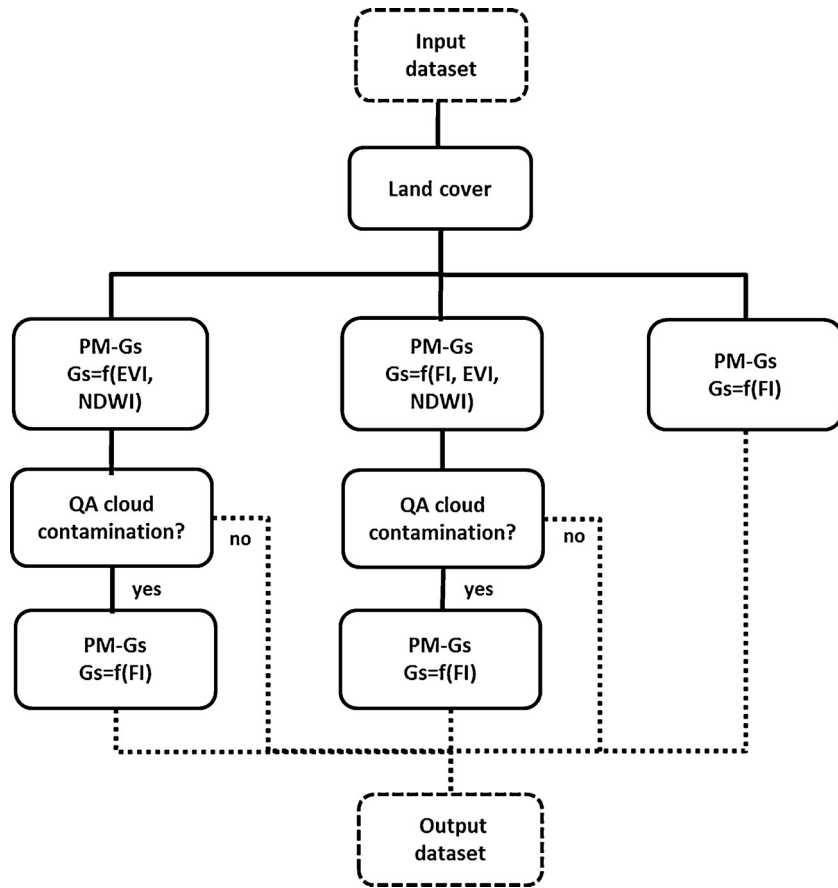 Input
dataset
Land cover
PM-Gs
Gs=f(EVI,
NDWI)
PM-Gs
Gs=f(FI, EVI,
NDWI)
PM-Gs
Gs=f(FI)
QA cloud
contamination?
no
QA cloud
contamination?
no
yes
yes
PM-Gs
Gs=f(FI)
PM-Gs
Gs=f(FI)
Output
dataset